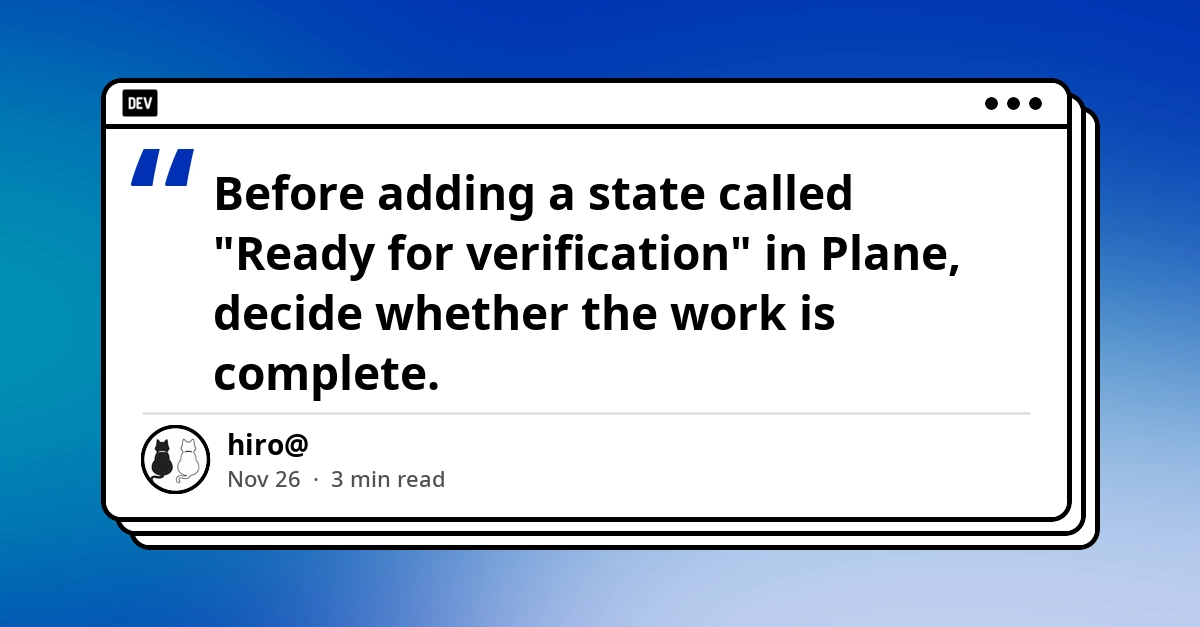 DEV
“
Before adding a state called
"Ready for verification" in Plane,
decide whether the work is
complete.
hiro@
Nov 26 · 3 min read